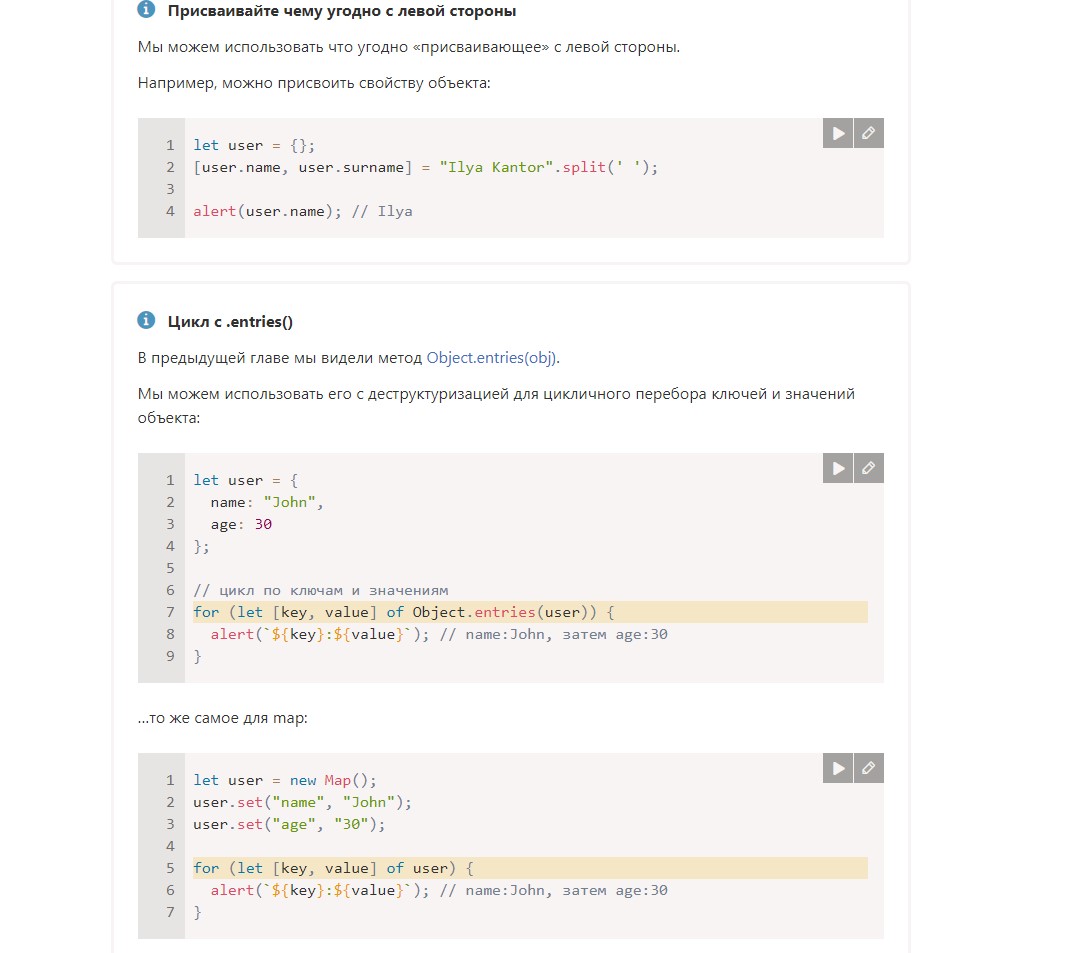 Присваивайте чему угодно с левой стороны
Мы можем использовать что угодно «присваивающее» с левой стороны.
Например, можно присвоить свойству объекта:
1 let user = {};
2 [user.name, user.surname] = "Ilya Kantor".split(' ');
3
4 alert(user.name); // Ilya
Цикл с .entries()
В предыдущей главе мы видели метод Object.entries(obj).
Мы можем использовать его с деструктуризацией для цикличного перебора ключей и значений
объекта:
1 let user = {
2   name: "John",
3   age: 30
4 };
5
6 // цикл по ключам и значениям
7 for (let [key, value] of Object.entries(user)) {
8   alert(`${key}:${value}`); // name:John, затем age:30
9 }
…то же самое для map:
1 let user = new Map();
2 user.set("name", "John");
3 user.set("age", "30");
4
5 for (let [key, value] of user) {
6   alert(`${key}:${value}`); // name:John, затем age:30
7 }